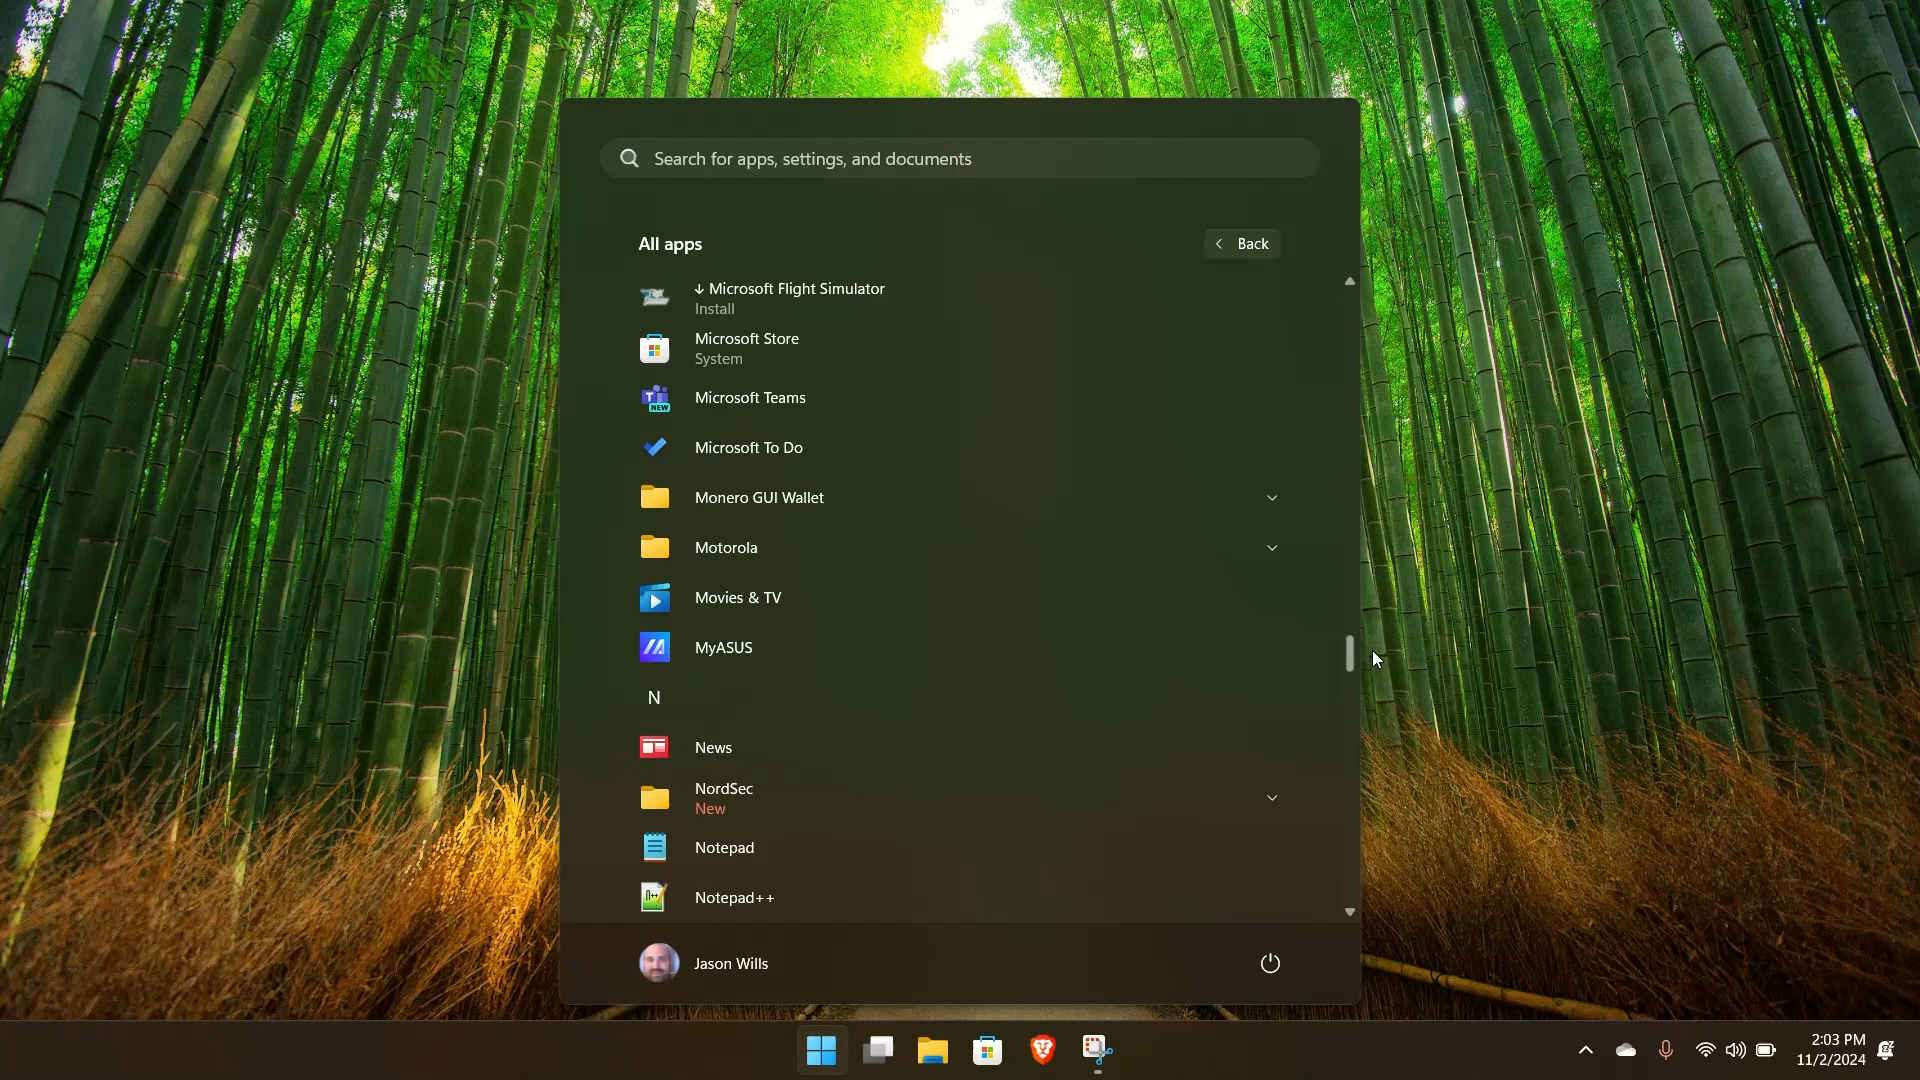 Search for apps, settings, and documents
All apps
Back
↓ Microsoft Flight Simulator
Install
Microsoft Store
System
Microsoft Teams
Microsoft To Do
Monero GUI Wallet
Motorola
Movies & TV
MyASUS
N
News
NordSec
New
Notepad
Notepad++
Jason Wills
2:03 PM
11/2/2024